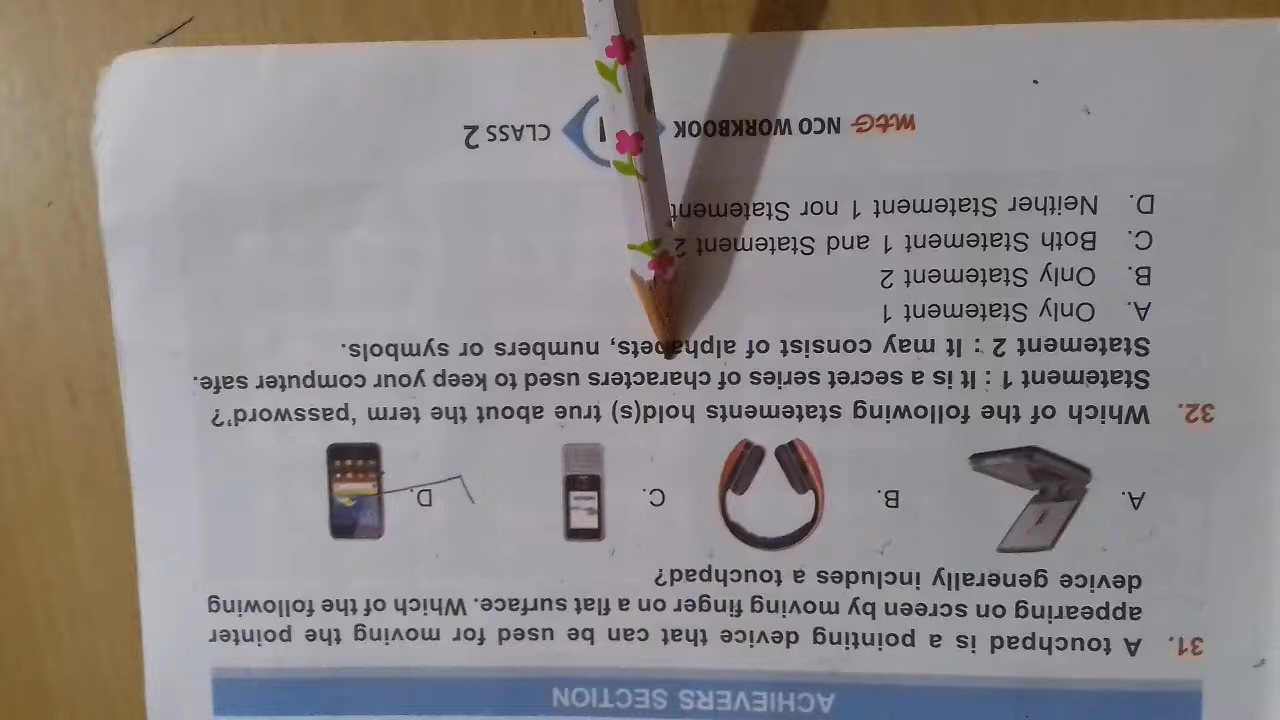 ACHIEVERS SECTION
31. A touchpad is a pointing device that can be used for moving the pointer
appearing on screen by moving finger on a flat surface. Which of the following
device generally includes a touchpad?
A. B. C. D.
32. Which of the following statements hold(s) true about the term 'password'?
Statement 1 : It is a secret series of characters used to keep your computer safe.
Statement 2 : It may consist of alphabets, numbers or symbols.
A. Only Statement 1
B. Only Statement 2
C. Both Statement 1 and Statement 2
D. Neither Statement 1 nor Statement
mtG NCO WORKBOOK 1 CLASS 2